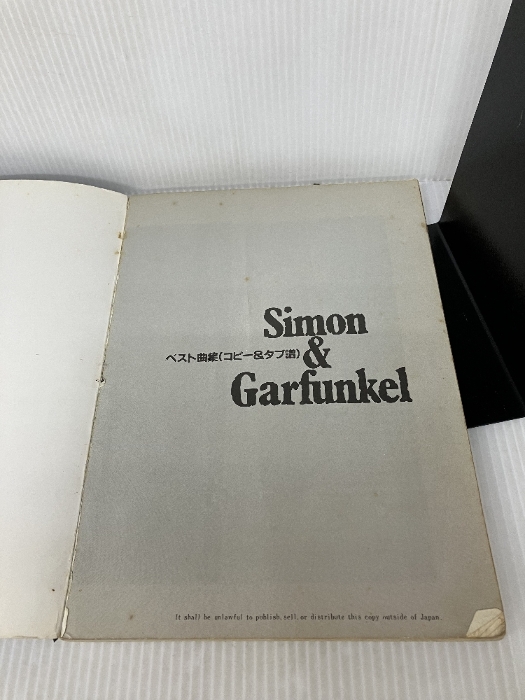 Simon
ベスト曲集(コピー&タブ譜)
&
Garfunkel
It shall be unlawful to publish, sell, or distribute this copy outside of Japan.